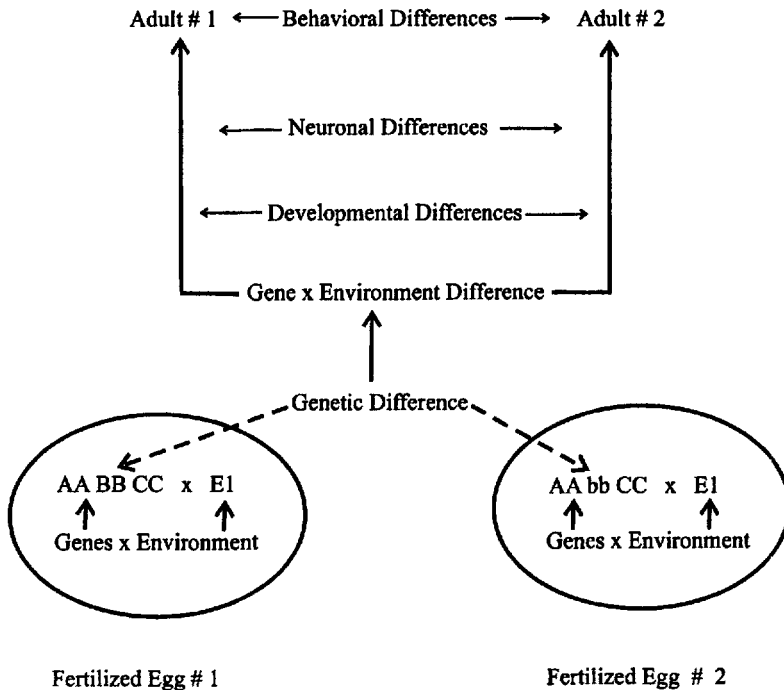 Adult # 1 Behavioral Differences Adult # 2
Neuronal Differences
Developmental Differences
Gene x Environment Difference
Genetic Difference
AA BB CC x E1
Genes x Environment
AA bb CC x E1
Genes x Environment
Fertilized Egg # 1
Fertilized Egg # 2